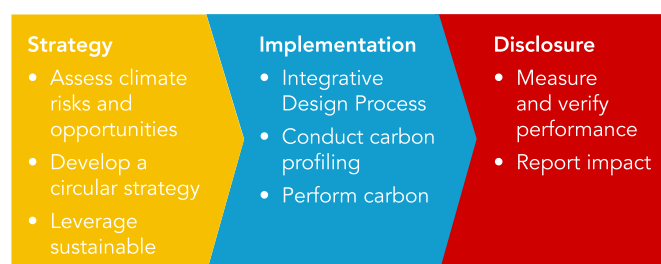 Strategy
• Assess climate
risks and
opportunities
• Develop a
circular strategy
• Leverage
sustainable
Implementation
• Integrative
Design Process
• Conduct carbon
profiling
• Perform carbon
Disclosure
• Measure
and verify
performance
• Report impact